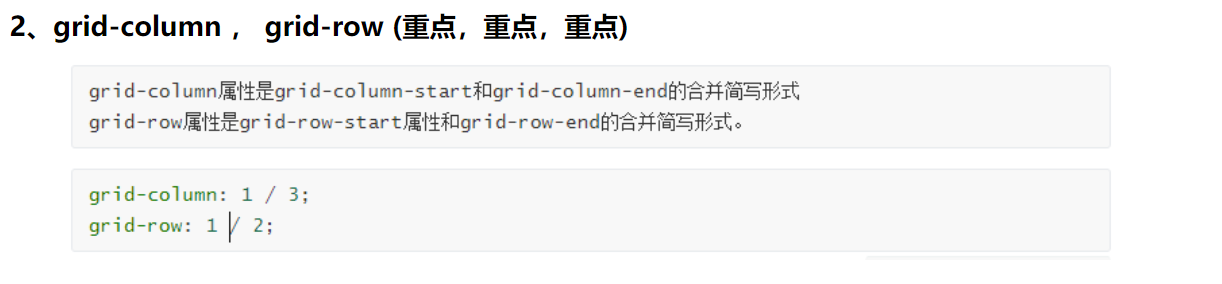 2、grid-column ， grid-row (重点，重点，重点)
grid-column属性是grid-column-start和grid-column-end的合并简写形式
grid-row属性是grid-row-start属性和grid-row-end的合并简写形式。
grid-column: 1 / 3;
grid-row: 1 / 2;